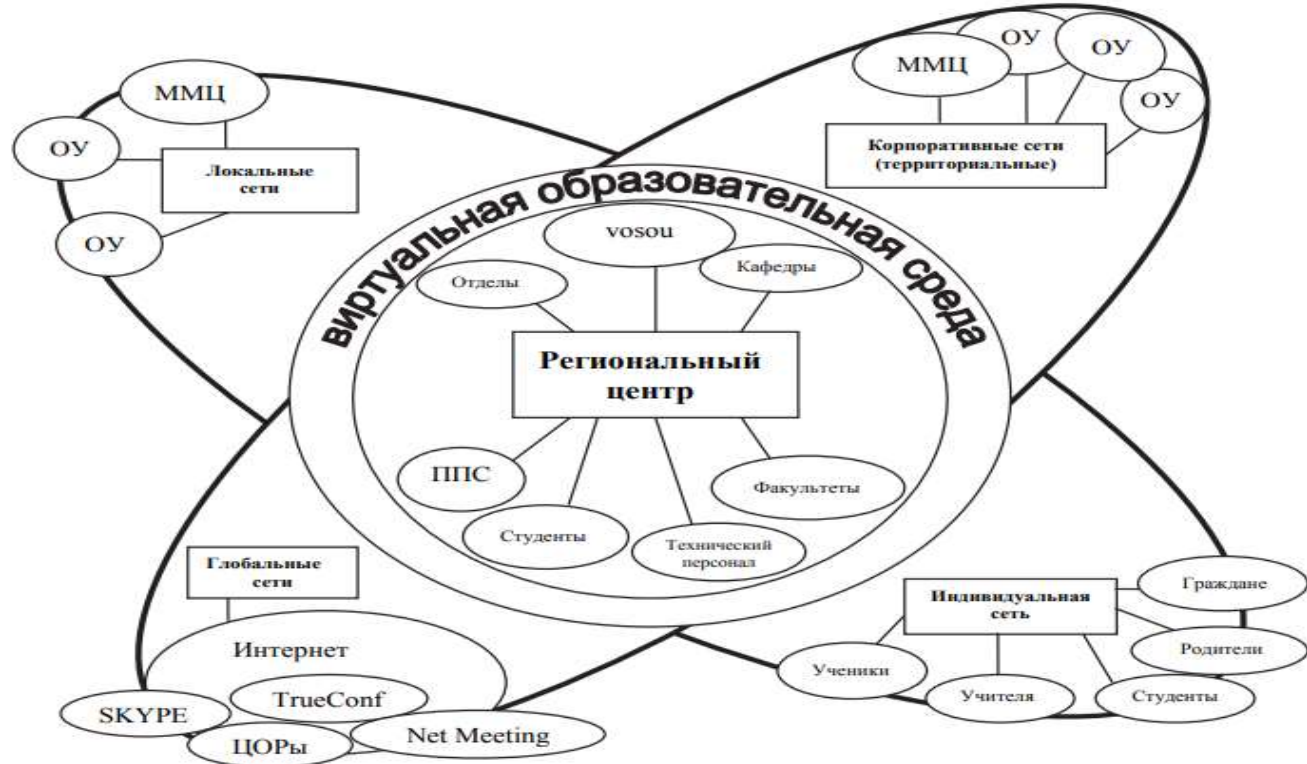 ММЦ
ОУ
ОУ
Локальные
сети
ММЦ
ОУ
ОУ
ОУ
Корпоративные сети
(территориальные)
виртуальная образовательная среда
vosou
Отделы
Кафедры
Региональный
центр
ППС
Студенты
Технический
персонал
Факультеты
Глобальные
сети
Интернет
TrueConf
SKYPE
ЦОРы
Net Meeting
Индивидуальная
сеть
Граждане
Родители
Ученики
Учителя
Студенты